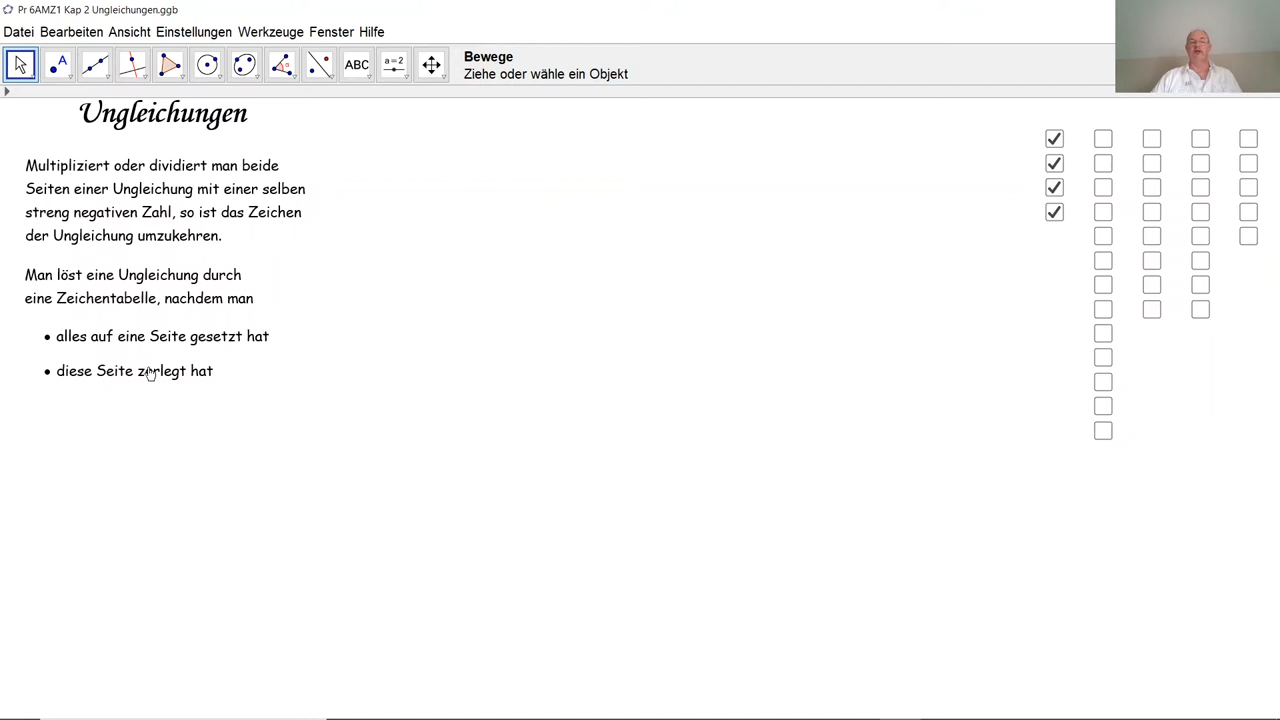 Pr 6AMZ1 Kap 2 Ungleichungen.ggb
Datei Bearbeiten Ansicht Einstellungen Werkzeuge Fenster Hilfe
A
ABC
a=2
Bewege
Ziehe oder wähle ein Objekt
Ungleichungen
Multipliziert oder dividiert man beide
Seiten einer Ungleichung mit einer selben
streng negativen Zahl, so ist das Zeichen
der Ungleichung umzukehren.
Man löst eine Ungleichung durch
eine Zeichentabelle, nachdem man
• alles auf eine Seite gesetzt hat
• diese Seite zerlegt hat